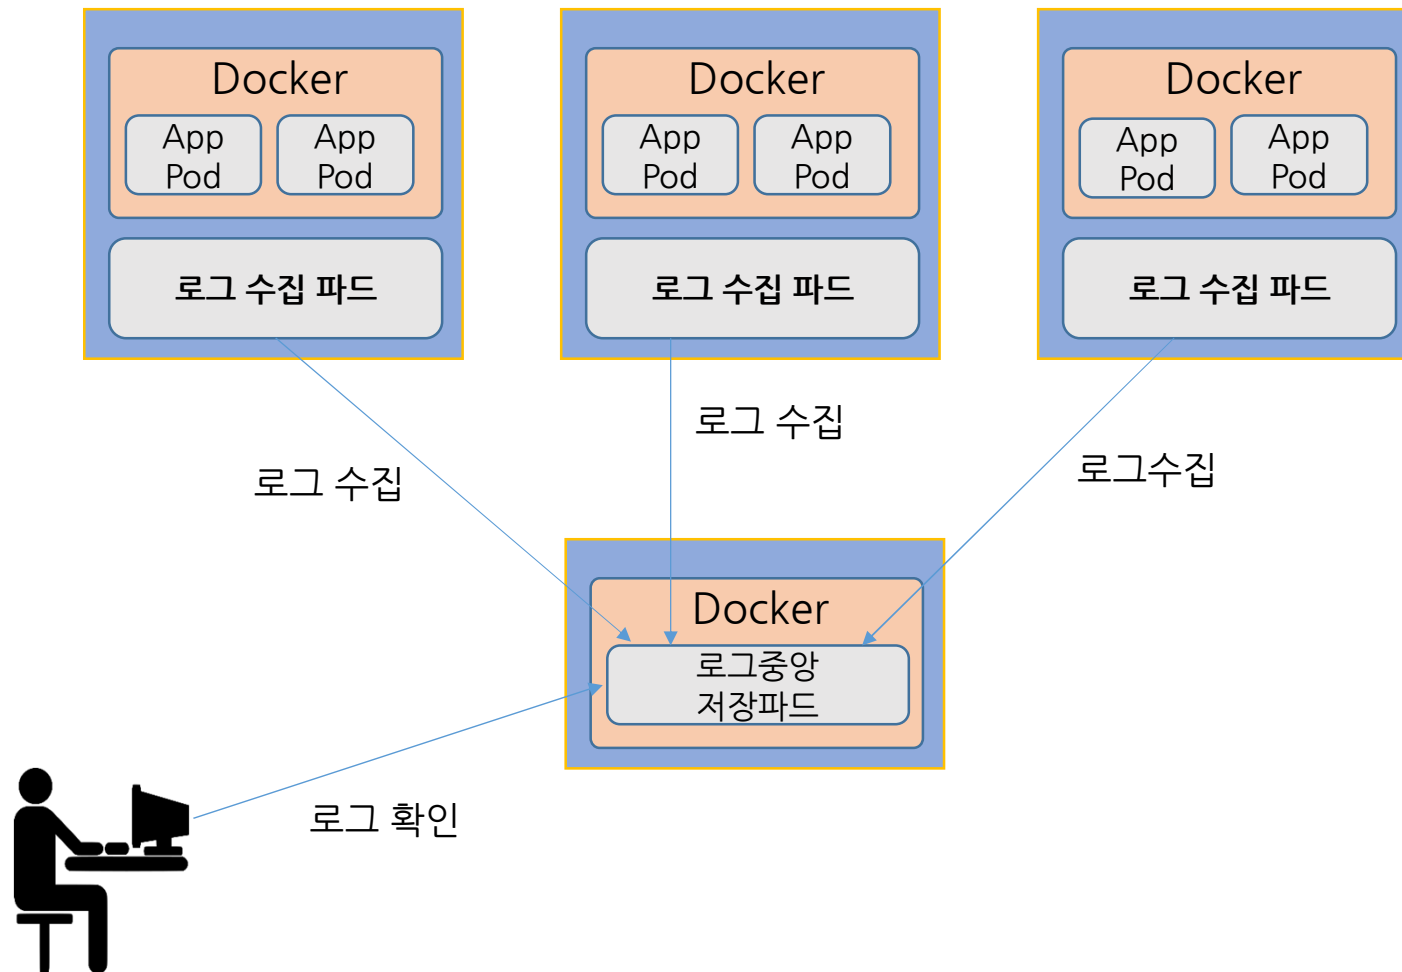 Docker
App
Pod
App
Pod
로그 수집 파드
Docker
App
Pod
App
Pod
로그 수집 파드
Docker
App
Pod
App
Pod
로그 수집 파드
로그 수집
로그 수집
로그수집
Docker
로그중앙
저장파드
로그 확인